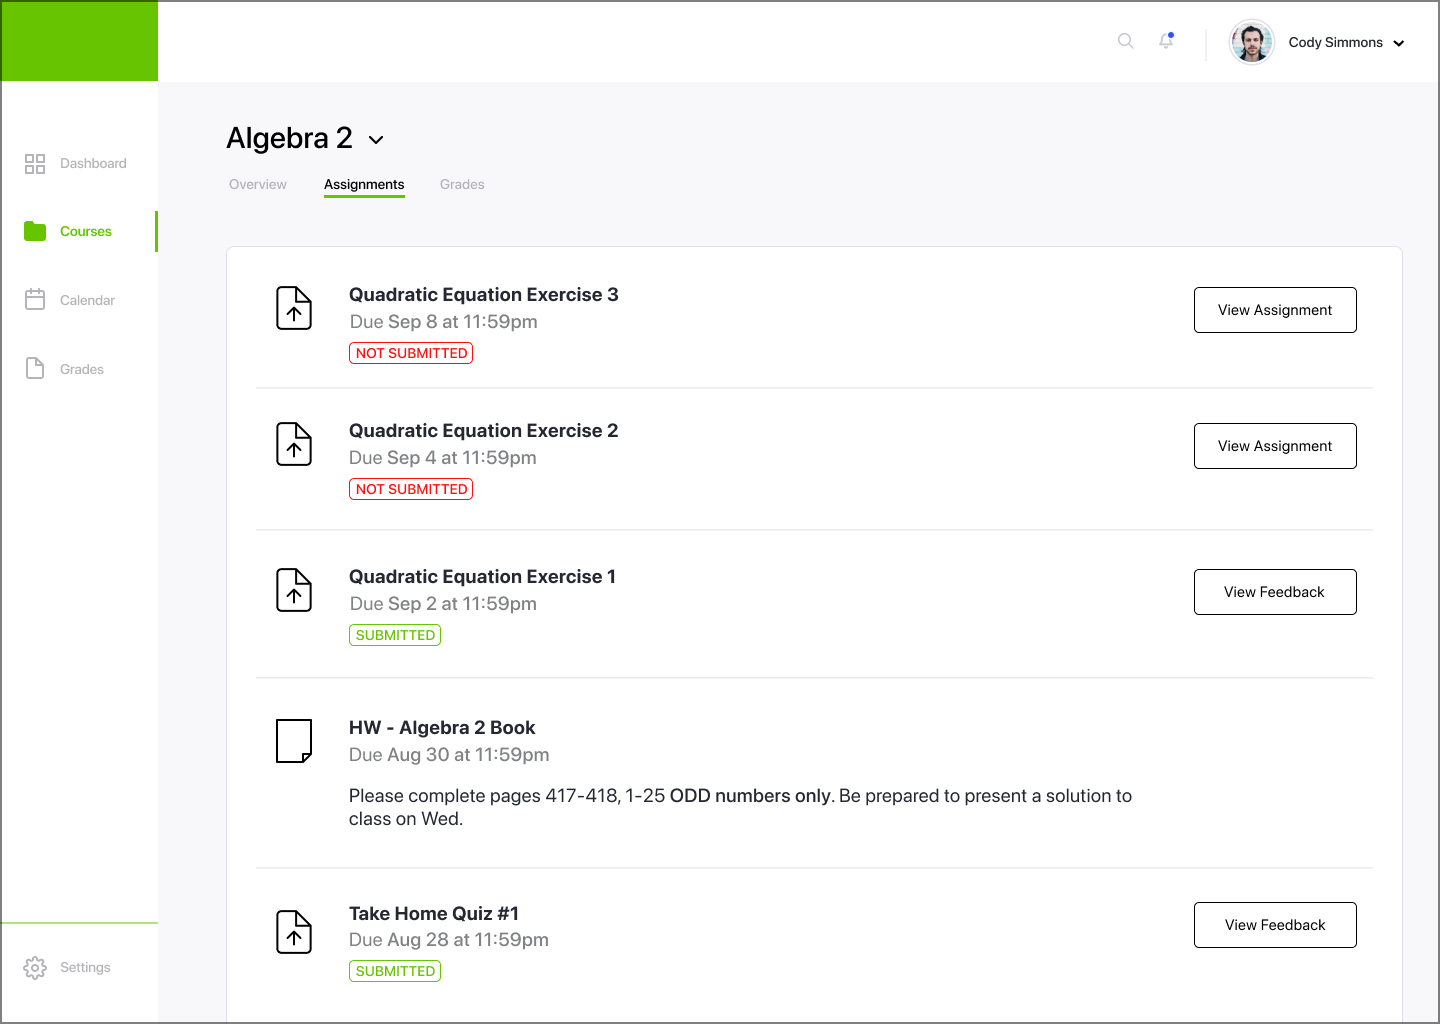 Cody Simmons
Dashboard
Courses
Calendar
Grades
Settings
Algebra 2
Overview
Assignments
Grades
Quadratic Equation Exercise 3
Due Sep 8 at 11:59pm
NOT SUBMITTED
View Assignment
Quadratic Equation Exercise 2
Due Sep 4 at 11:59pm
NOT SUBMITTED
View Assignment
Quadratic Equation Exercise 1
Due Sep 2 at 11:59pm
SUBMITTED
View Feedback
HW - Algebra 2 Book
Due Aug 30 at 11:59pm
Please complete pages 417-418, 1-25 ODD numbers only. Be prepared to present a solution to
class on Wed.
Take Home Quiz #1
Due Aug 28 at 11:59pm
SUBMITTED
View Feedback